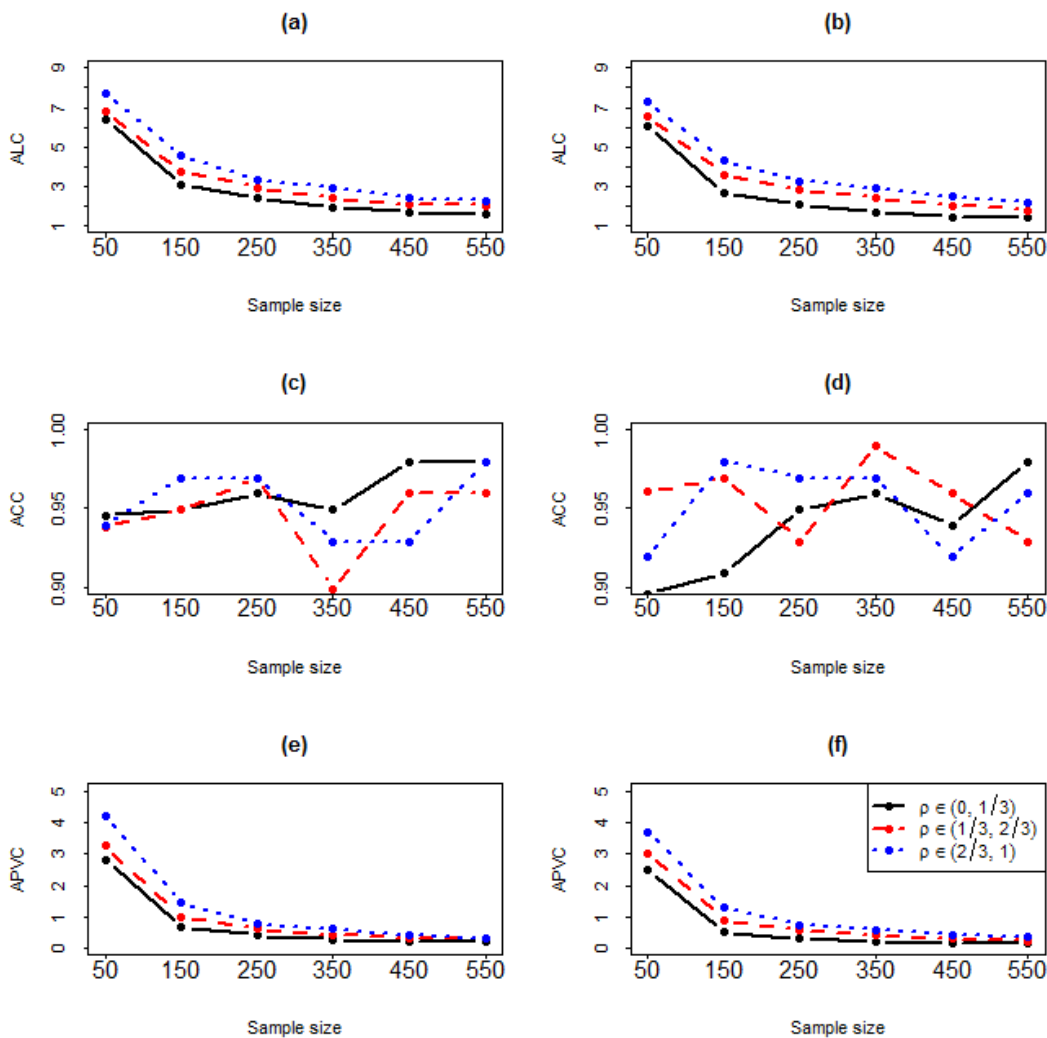 (a)
ALC
9
7
5
3
1
50 150 250 350 450 550
Sample size
(b)
ALC
9
7
5
3
1
50 150 250 350 450 550
Sample size
(c)
ACC
1.00
0.95
0.90
50 150 250 350 450 550
Sample size
(d)
ACC
1.00
0.95
0.90
50 150 250 350 450 550
Sample size
(e)
APVC
5
4
3
2
1
0
50 150 250 350 450 550
Sample size
(f)
APVC
5
4
3
2
1
0
50 150 250 350 450 550
Sample size
ρ ∈ (0, 1/3)
ρ ∈ (1/3, 2/3)
ρ ∈ (2/3, 1)